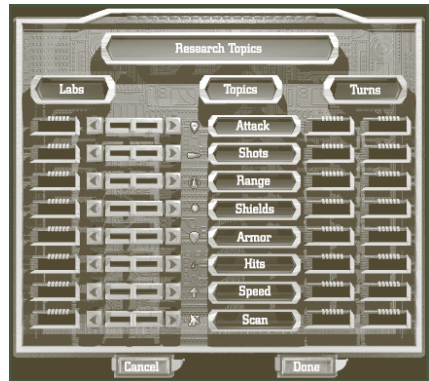 Research Topics
Labs
Topics
Turns
Attack
Shots
Range
Shields
Armor
Hits
Speed
Scan
Cancel
Done